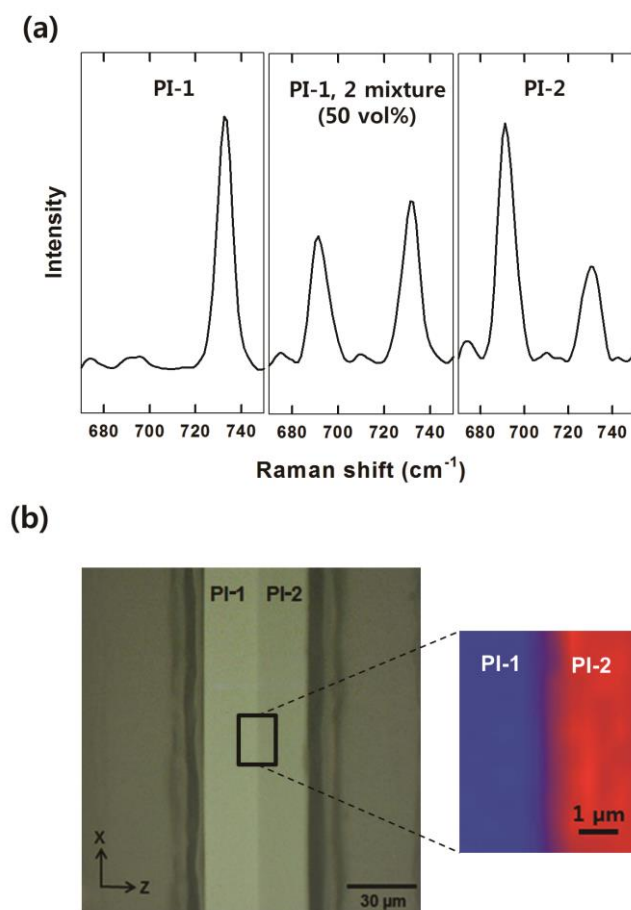 (a)
PI-1
PI-1, 2 mixture
(50 vol%)
PI-2
Intensity
680 700 720 740 680 700 720 740 680 700 720 740
Raman shift (cm⁻¹)
(b)
PI-1 PI-2
PI-1 PI-2
1 μm
X
Z
30 μm